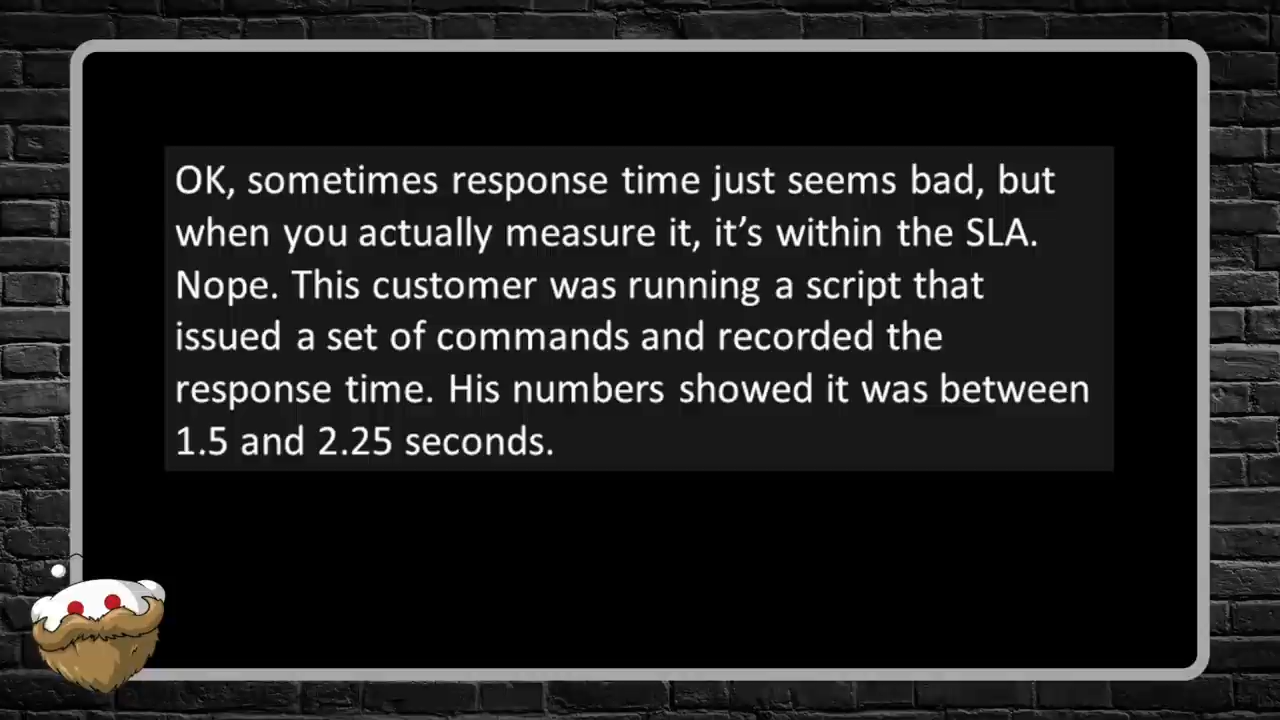 OK, sometimes response time just seems bad, but
when you actually measure it, it’s within the SLA.
Nope. This customer was running a script that
issued a set of commands and recorded the
response time. His numbers showed it was between
1.5 and 2.25 seconds.